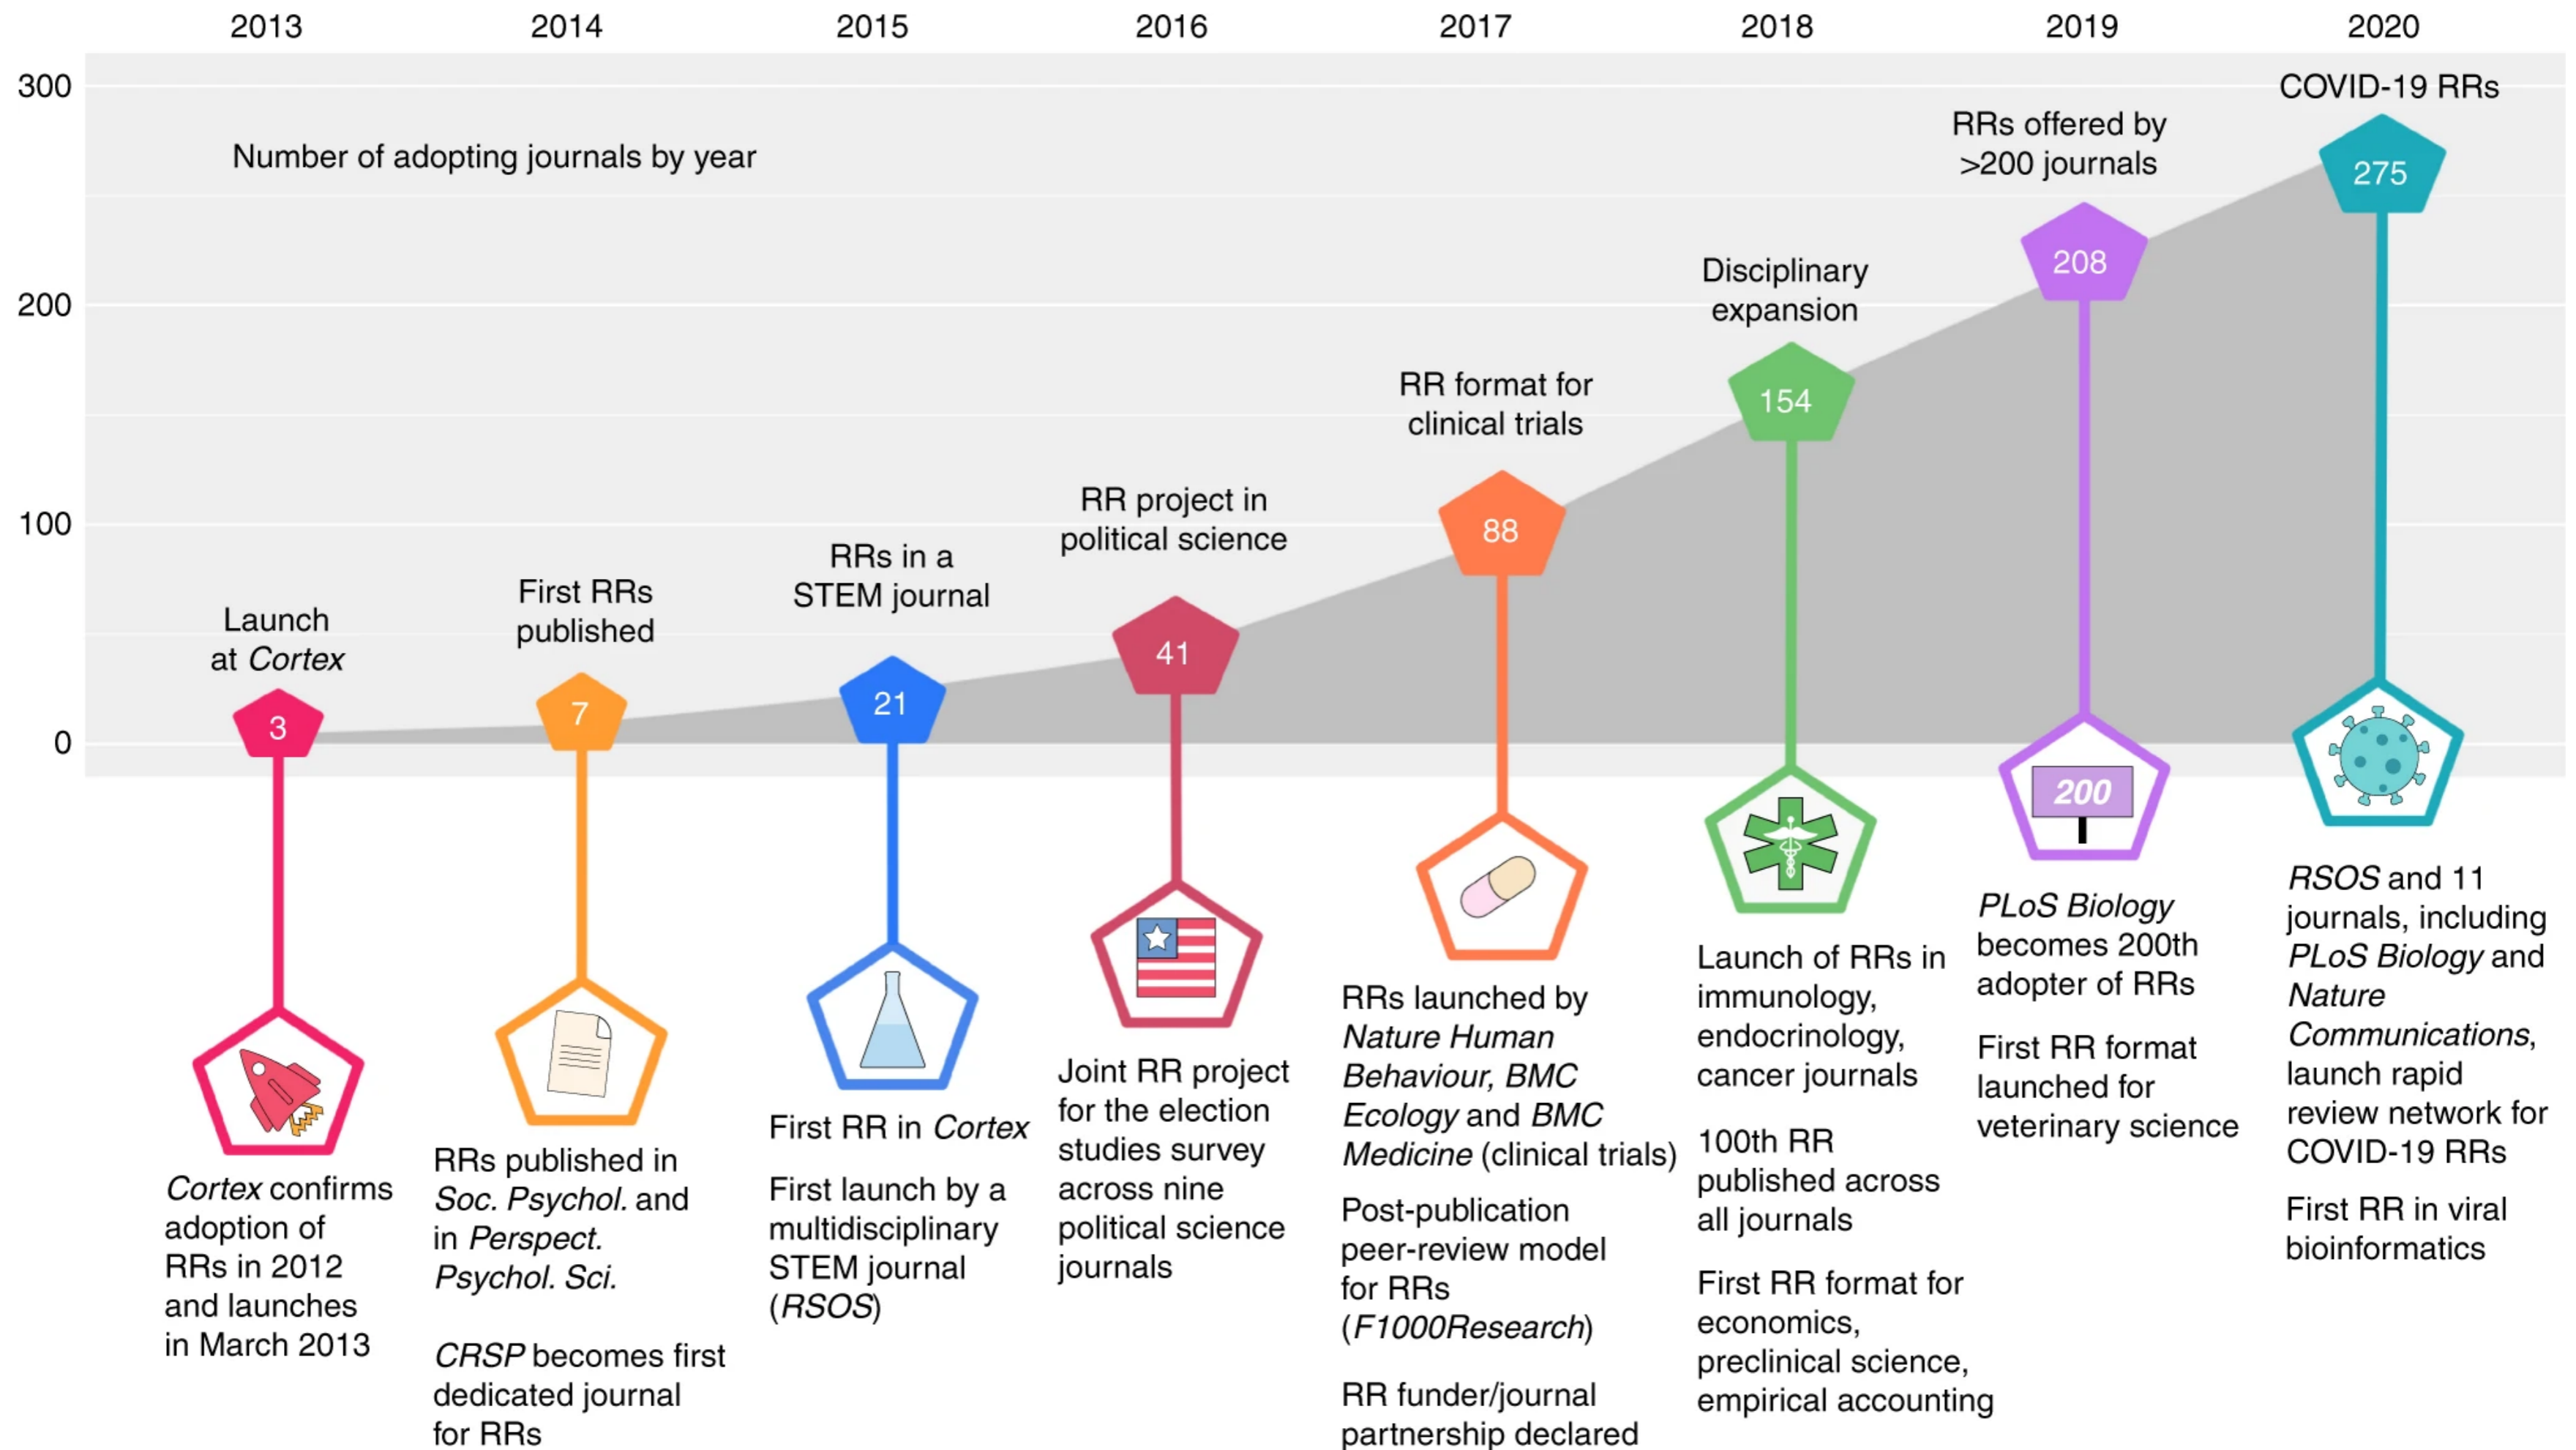 2013 2014 2015 2016 2017 2018 2019 2020
300
200
100
0
Number of adopting journals by year
Launch
at Cortex
3
First RRs
published
7
RRs in a
STEM journal
21
RR project in
political science
41
RR format for
clinical trials
88
Disciplinary
expansion
154
RRs offered by
>200 journals
208
COVID-19 RRs
275
200
Cortex confirms
adoption of
RRs in 2012
and launches
in March 2013
RRs published in
Soc. Psychol. and
in Perspect.
Psychol. Sci.
CRSP becomes first
dedicated journal
for RRs
First RR in Cortex
First launch by a
multidisciplinary
STEM journal
(RSOS)
Joint RR project
for the election
studies survey
across nine
political science
journals
RRs launched by
Nature Human
Behaviour, BMC
Ecology and BMC
Medicine (clinical trials)
Post-publication
peer-review model
for RRs
(F1000Research)
RR funder/journal
partnership declared
Launch of RRs in
immunology,
endocrinology,
cancer journals
100th RR
published across
all journals
First RR format for
economics,
preclinical science,
empirical accounting
PLoS Biology
becomes 200th
adopter of RRs
First RR format
launched for
veterinary science
RSOS and 11
journals, including
PLoS Biology and
Nature
Communications,
launch rapid
review network for
COVID-19 RRs
First RR in viral
bioinformatics